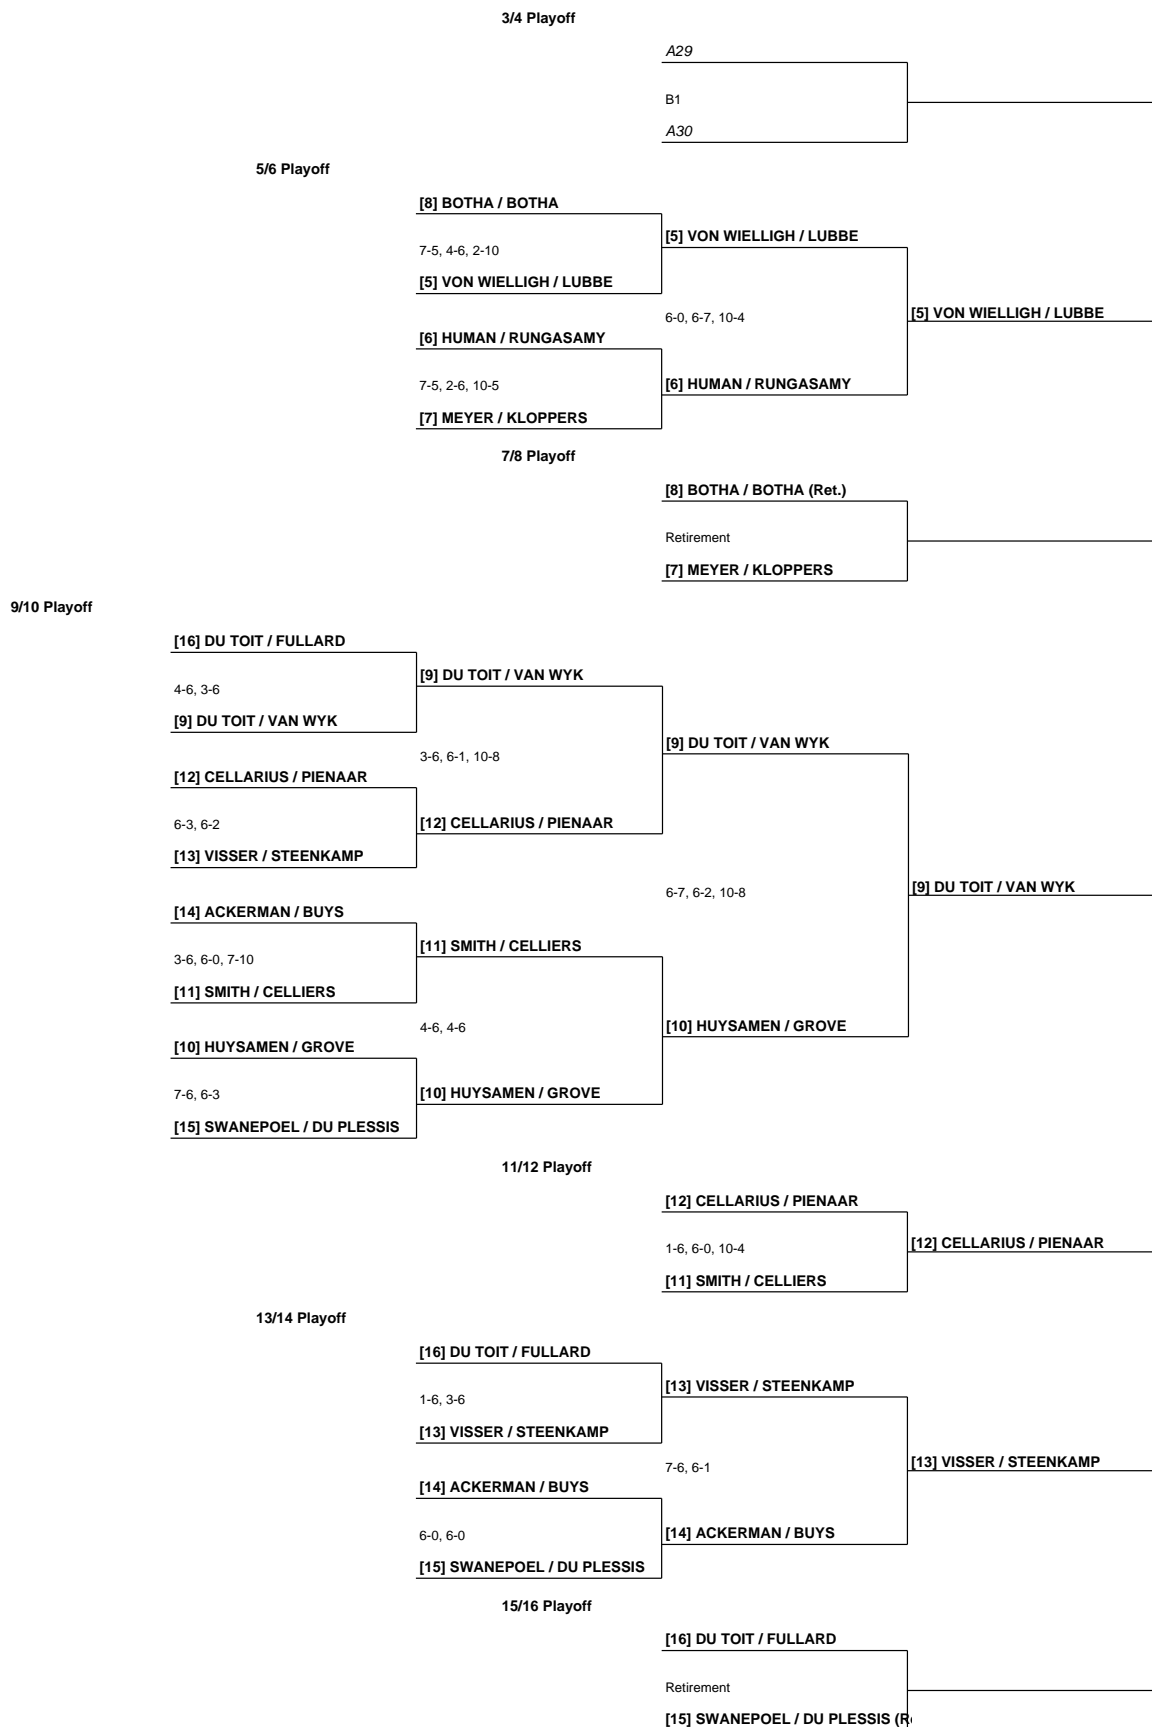 3/4 Playoff
A29
B1
A30
5/6 Playoff
[8] BOTHA / BOTHA
[5] VON WIELLIGH / LUBBE
7-5, 4-6, 2-10
[5] VON WIELLIGH / LUBBE
[5] VON WIELLIGH / LUBBE
6-0, 6-7, 10-4
[6] HUMAN / RUNGASAMY
[6] HUMAN / RUNGASAMY
7-5, 2-6, 10-5
[7] MEYER / KLOPPERS
7/8 Playoff
[8] BOTHA / BOTHA (Ret.)
Retirement
[7] MEYER / KLOPPERS
9/10 Playoff
[16] DU TOIT / FULLARD
[9] DU TOIT / VAN WYK
4-6, 3-6
[9] DU TOIT / VAN WYK
[9] DU TOIT / VAN WYK
3-6, 6-1, 10-8
[12] CELLARIUS / PIENAAR
[12] CELLARIUS / PIENAAR
6-3, 6-2
[13] VISSER / STEENKAMP
[9] DU TOIT / VAN WYK
6-7, 6-2, 10-8
[14] ACKERMAN / BUYS
[11] SMITH / CELLIERS
3-6, 6-0, 7-10
[11] SMITH / CELLIERS
[10] HUYSAMEN / GROVE
4-6, 4-6
[10] HUYSAMEN / GROVE
[10] HUYSAMEN / GROVE
7-6, 6-3
[15] SWANEPOEL / DU PLESSIS
11/12 Playoff
[12] CELLARIUS / PIENAAR
[12] CELLARIUS / PIENAAR
1-6, 6-0, 10-4
[11] SMITH / CELLIERS
13/14 Playoff
[16] DU TOIT / FULLARD
[13] VISSER / STEENKAMP
1-6, 3-6
[13] VISSER / STEENKAMP
[13] VISSER / STEENKAMP
7-6, 6-1
[14] ACKERMAN / BUYS
[14] ACKERMAN / BUYS
6-0, 6-0
[15] SWANEPOEL / DU PLESSIS
15/16 Playoff
[16] DU TOIT / FULLARD
Retirement
[15] SWANEPOEL / DU PLESSIS